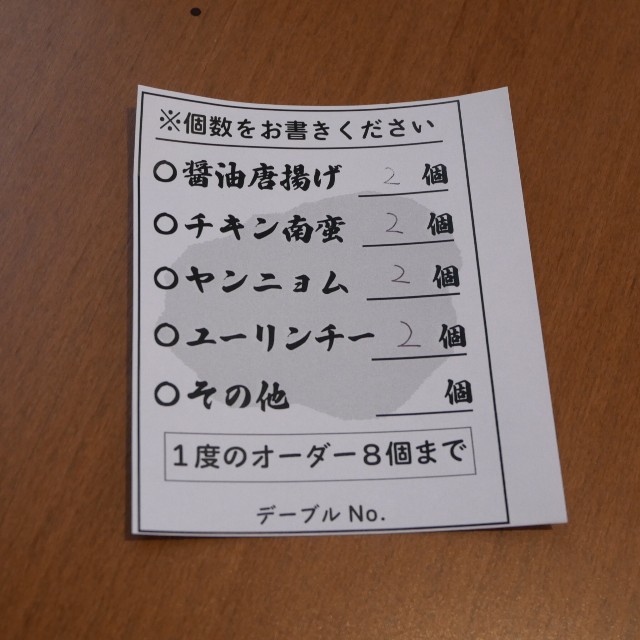 ※個数をお書きください
○醤油唐揚げ 2 個
○チキン南蛮 2 個
○ヤンニョム 2 個
○ユーリンチー 2 個
○その他 個
１度のオーダー８個まで
テーブル No.